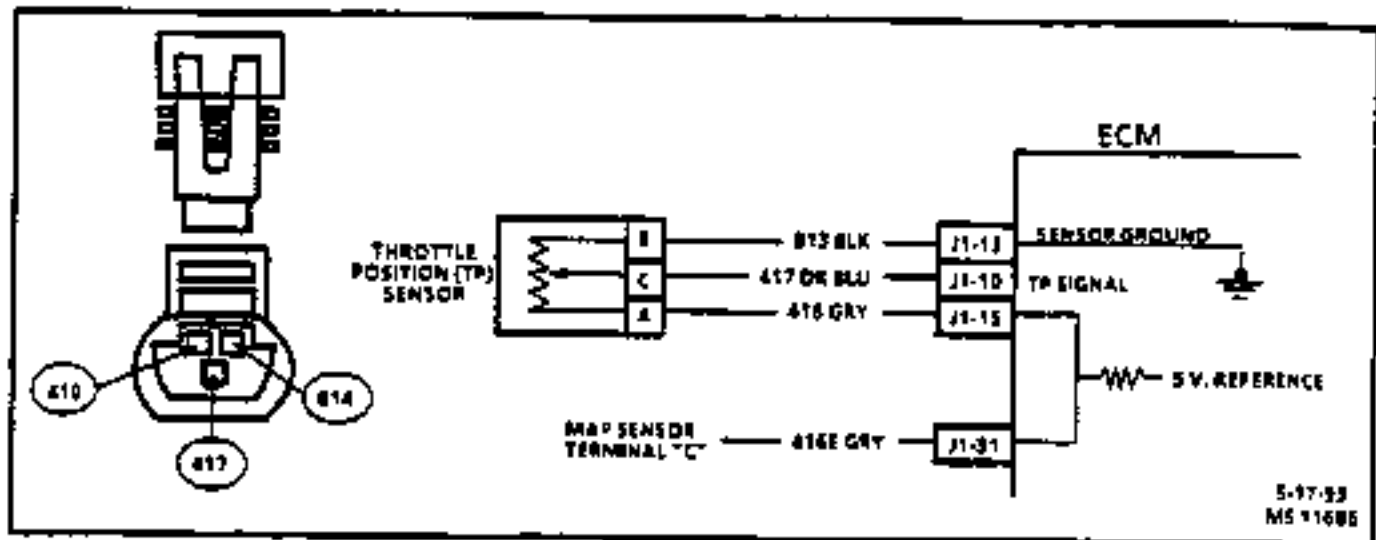 ECM
THROTTLE
POSITION (TP)
SENSOR
B
C
A
813 BLK
417 DK BLU
416 GRY
J1-13
J1-10
J1-15
SENSOR GROUND
TP SIGNAL
5 V. REFERENCE
MAP SENSOR
TERMINAL "C"
416E GRY
J1-31
410
814
417
MS 11686